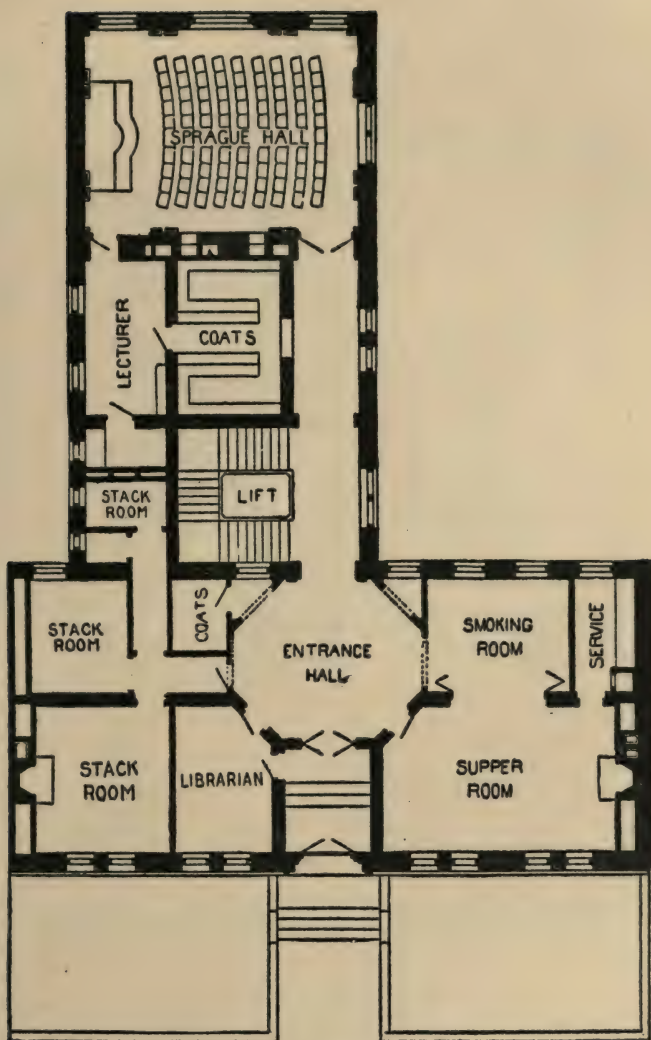 SPRAGUE HALL
LECTURER
COATS
STACK
ROOM
LIFT
STACK
ROOM
COATS
ENTRANCE
HALL
SMOKING
ROOM
SERVICE
STACK
ROOM
LIBRARIAN
SUPPER
ROOM